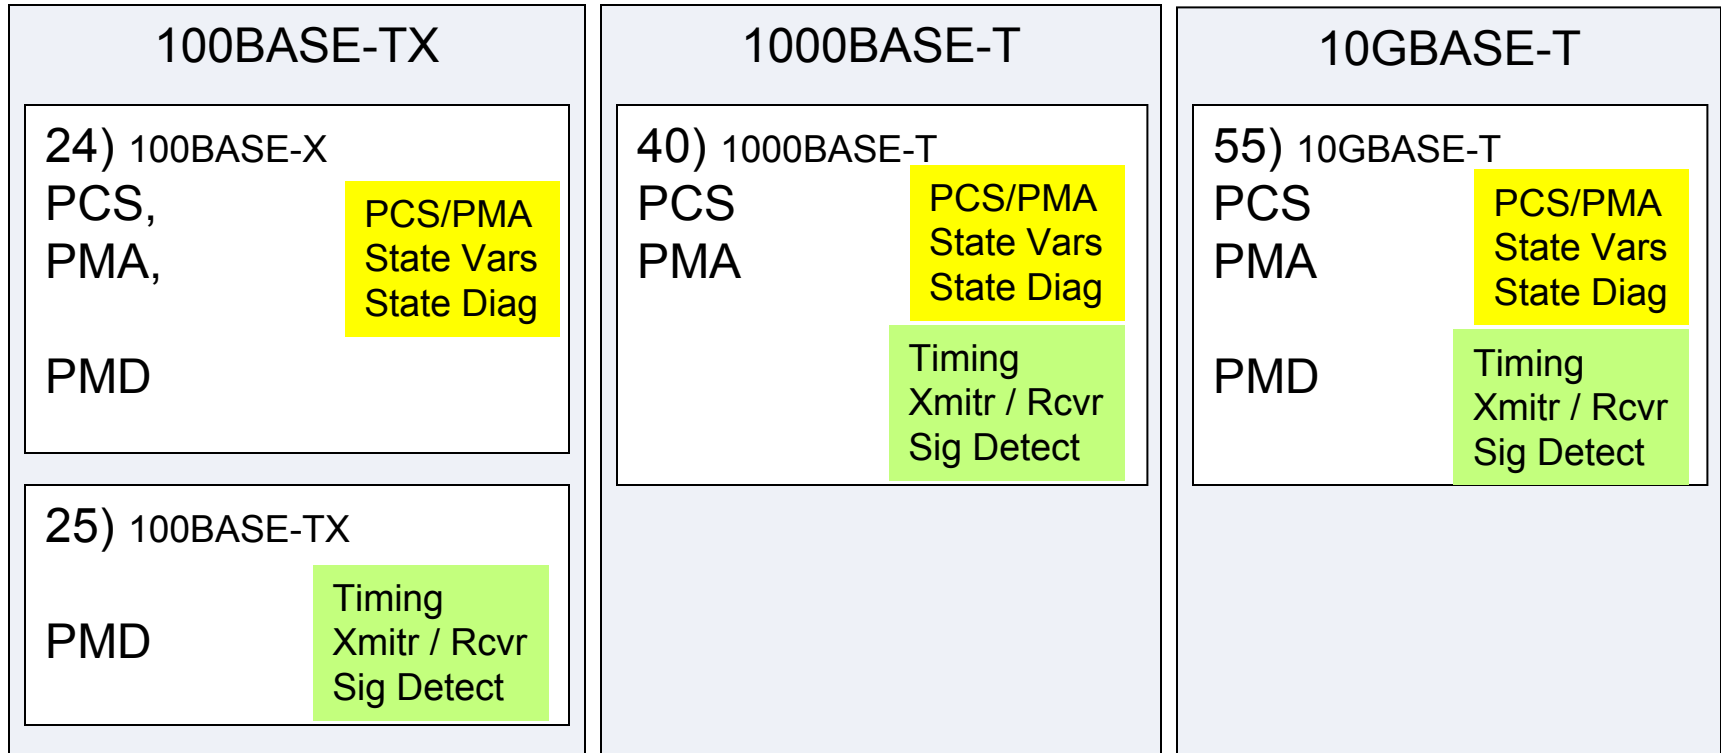 100BASE-TX
24) 100BASE-X
PCS,
PMA,
PMD
PCS/PMA
State Vars
State Diag
25) 100BASE-TX
PMD
Timing
Xmitr / Rcvr
Sig Detect
1000BASE-T
40) 1000BASE-T
PCS
PMA
PCS/PMA
State Vars
State Diag
Timing
Xmitr / Rcvr
Sig Detect
10GBASE-T
55) 10GBASE-T
PCS
PMA
PMD
PCS/PMA
State Vars
State Diag
Timing
Xmitr / Rcvr
Sig Detect